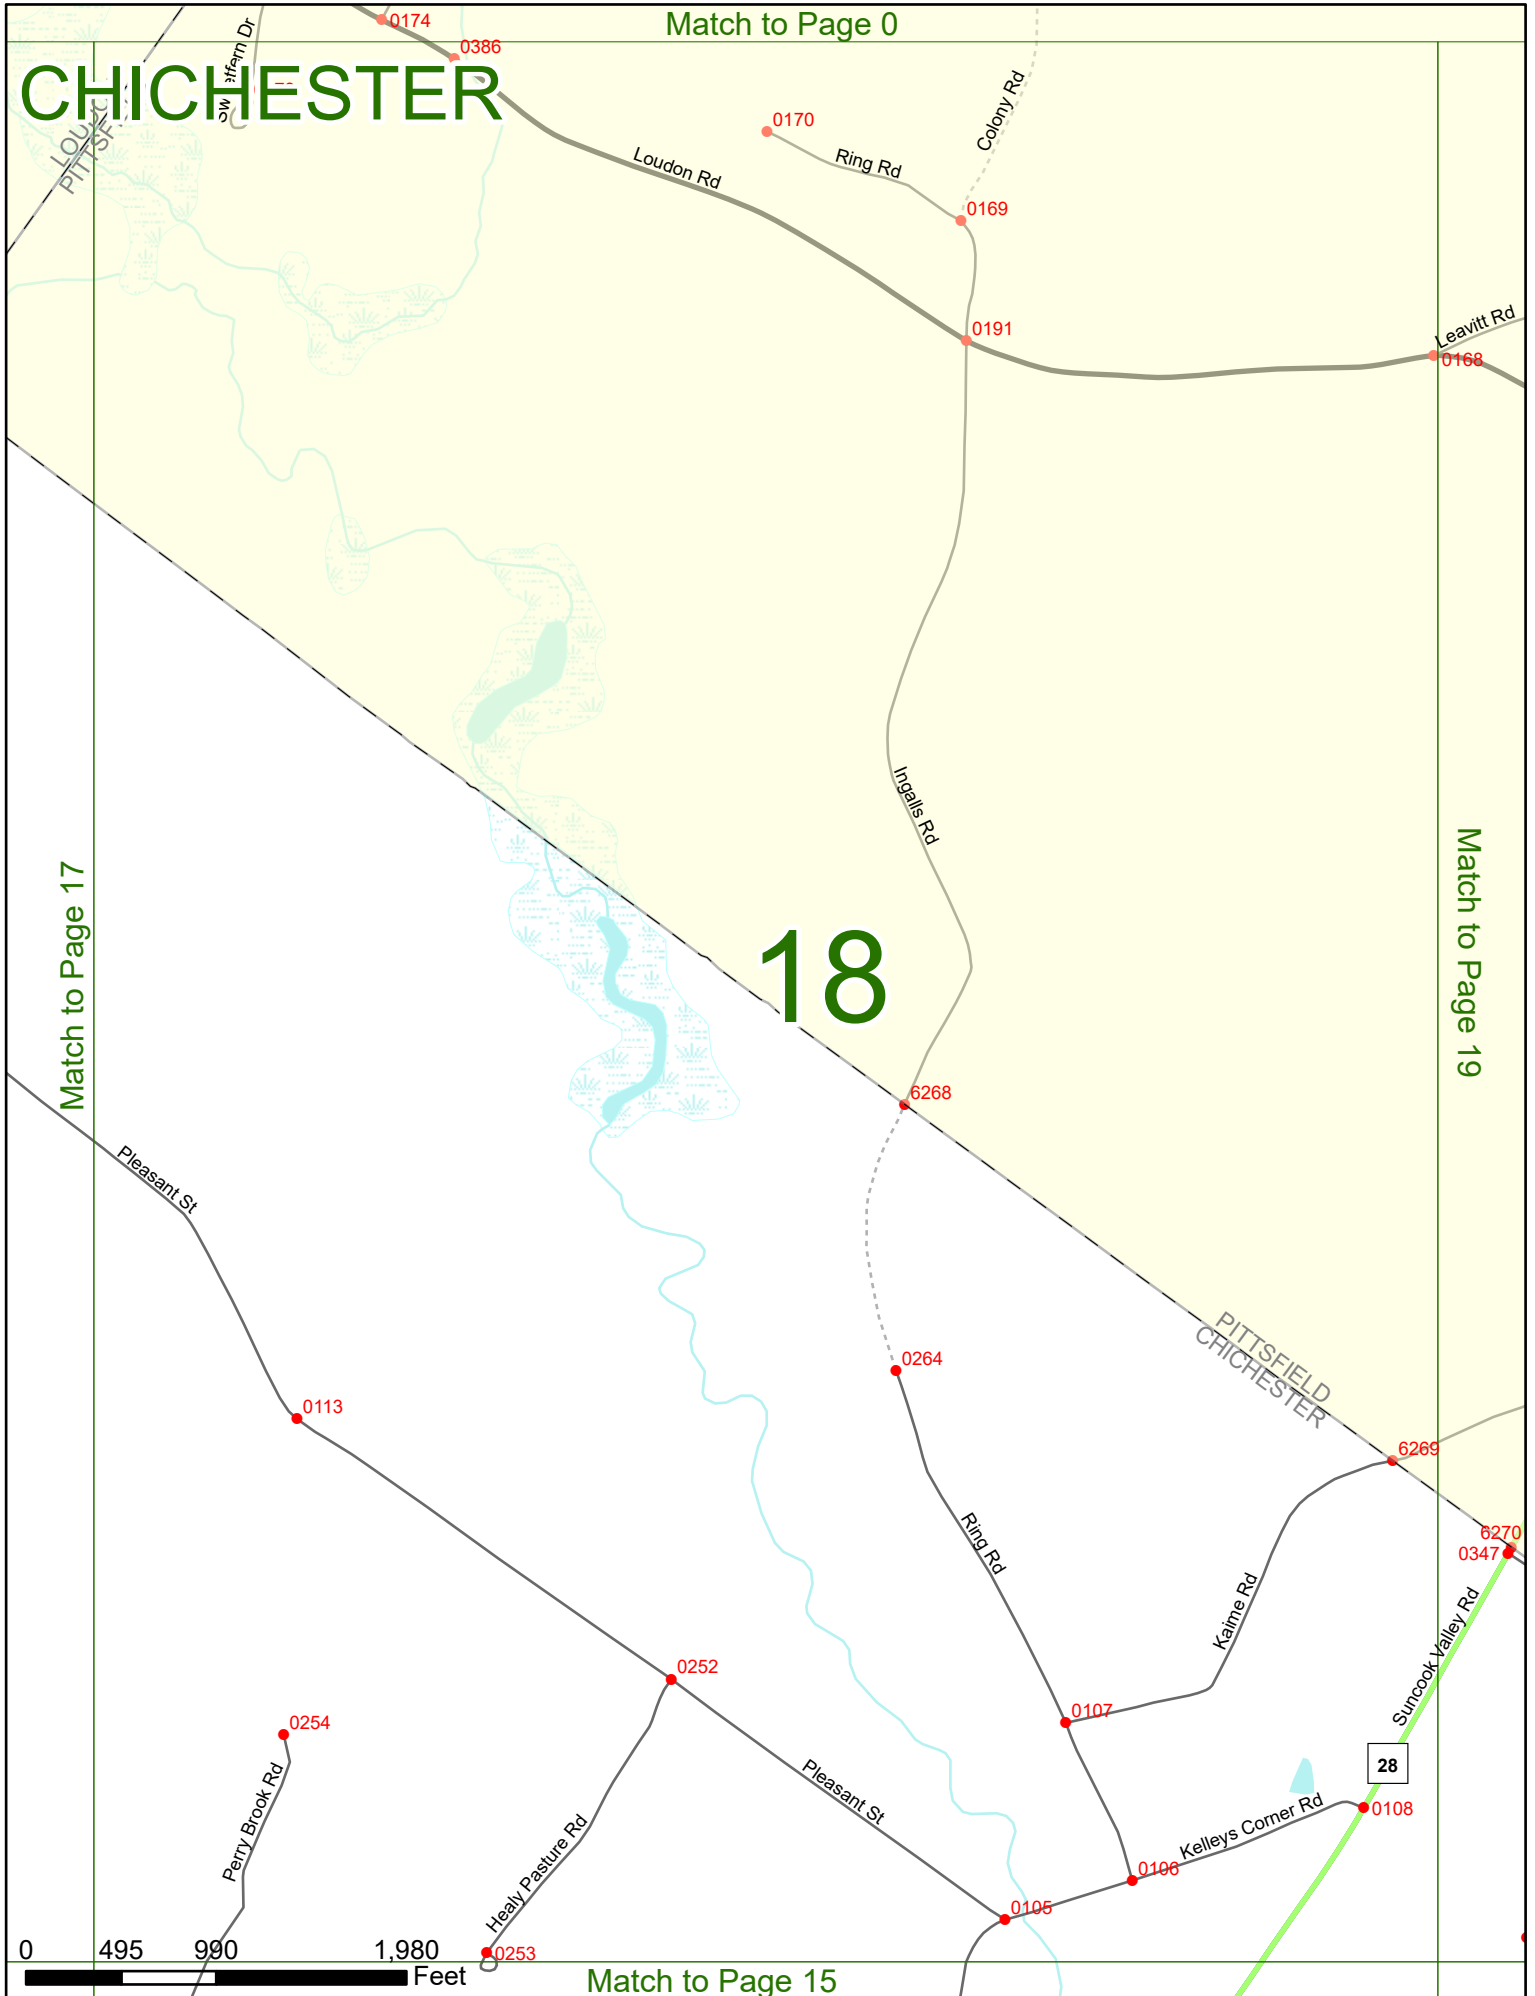 Match to Page 0
0174
0386
CHICHESTER
0170
Colony Rd
Ring Rd
Loudon Rd
0169
0191
Leavitt Rd
0168
Ingalls Rd
Match to Page 17
Match to Page 19
18
6268
Pleasant St
PITTSFIELD
CHICHESTER
0264
0113
6269
Ring Rd
6270
0347
Kaime Rd
Suncook Valley Rd
0252
0254
0107
28
Perry Brook Rd
Pleasant St
Healy Pasture Rd
Kelleys Corner Rd
0108
0106
0105
0253
0 495 990 1,980
Feet
Match to Page 15